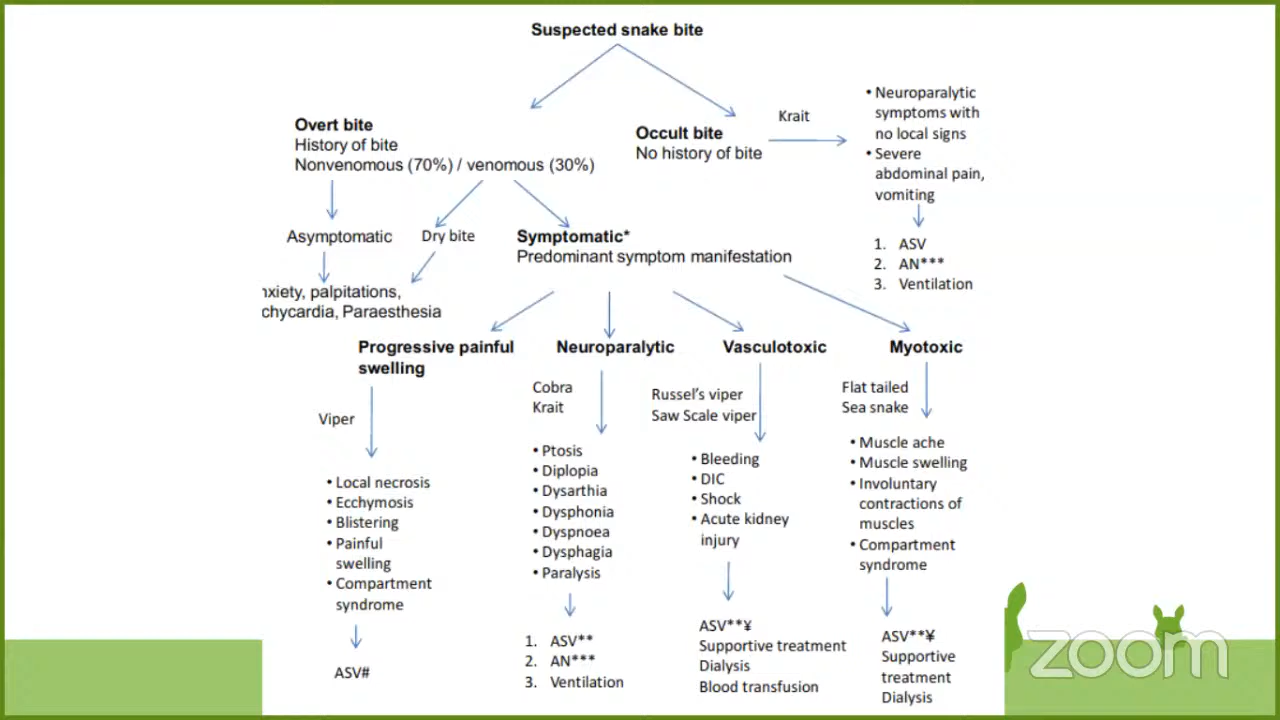 Suspected snake bite
Overt bite
History of bite
Nonvenomous (70%) / venomous (30%)
Occult bite
No history of bite
Krait
• Neuroparalytic
symptoms with
no local signs
• Severe
abdominal pain,
vomiting
1. ASV
2. AN***
3. Ventilation
Asymptomatic
Dry bite
Symptomatic*
Predominant symptom manifestation
nxiety, palpitations,
chycardia, Paraesthesia
Progressive painful
swelling
Viper
• Local necrosis
• Ecchymosis
• Blistering
• Painful
swelling
• Compartment
syndrome
ASV#
Neuroparalytic
Cobra
Krait
• Ptosis
• Diplopia
• Dysarthia
• Dysphonia
• Dyspnoea
• Dysphagia
• Paralysis
1. ASV**
2. AN***
3. Ventilation
Vasculotoxic
Russel's viper
Saw Scale viper
• Bleeding
• DIC
• Shock
• Acute kidney
injury
ASV**¥
Supportive treatment
Dialysis
Blood transfusion
Myotoxic
Flat tailed
Sea snake
• Muscle ache
• Muscle swelling
• Involuntary
contractions of
muscles
• Compartment
syndrome
ASV**¥
Supportive
treatment
Dialysis
zoom